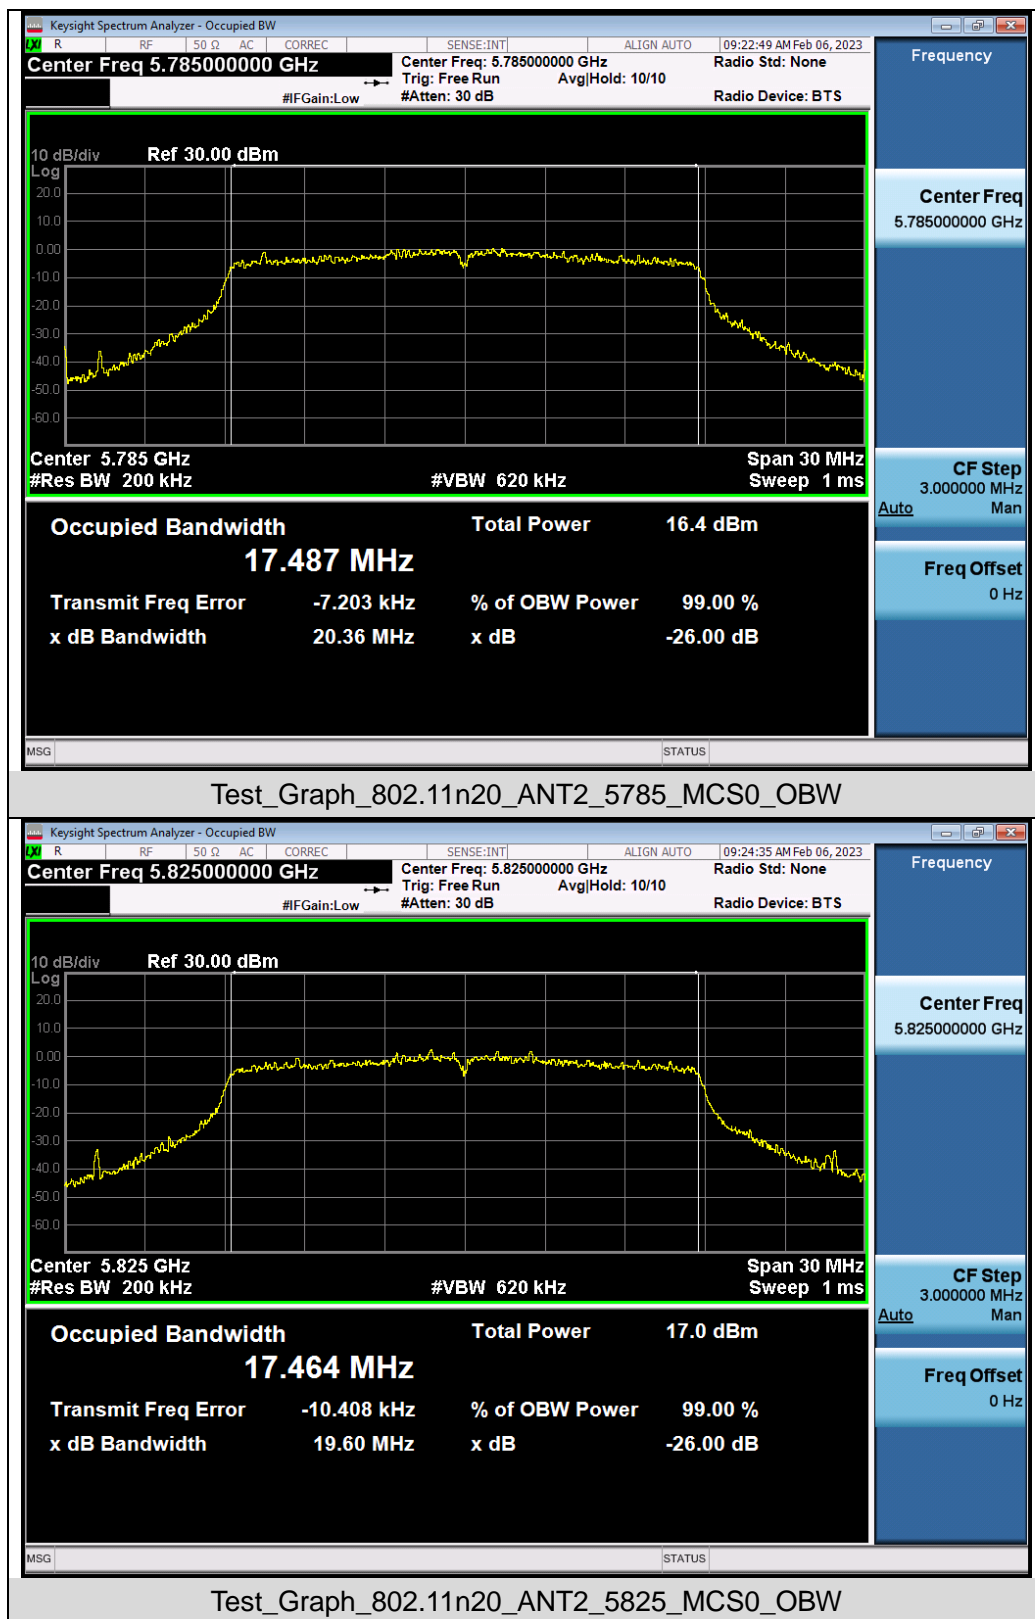 Keysight Spectrum Analyzer - Occupied BW
LXI R RF 50 Ω AC CORREC SENSE:INT ALIGN AUTO 09:22:49 AM Feb 06, 2023
Center Freq 5.785000000 GHz Center Freq: 5.785000000 GHz Radio Std: None
Trig: Free Run Avg|Hold: 10/10
#IFGain:Low #Atten: 30 dB Radio Device: BTS
Frequency
10 dB/div Ref 30.00 dBm
Log
20.0
10.0
0.00
-10.0
-20.0
-30.0
-40.0
-50.0
-60.0
Center 5.785 GHz Span 30 MHz
#Res BW 200 kHz #VBW 620 kHz Sweep 1 ms
Center Freq
5.785000000 GHz
CF Step
3.000000 MHz
Auto Man
Freq Offset
0 Hz
Occupied Bandwidth Total Power 16.4 dBm
17.487 MHz
Transmit Freq Error -7.203 kHz % of OBW Power 99.00 %
x dB Bandwidth 20.36 MHz x dB -26.00 dB
MSG STATUS
Test_Graph_802.11n20_ANT2_5785_MCS0_OBW
Keysight Spectrum Analyzer - Occupied BW
LXI R RF 50 Ω AC CORREC SENSE:INT ALIGN AUTO 09:24:35 AM Feb 06, 2023
Center Freq 5.825000000 GHz Center Freq: 5.825000000 GHz Radio Std: None
Trig: Free Run Avg|Hold: 10/10
#IFGain:Low #Atten: 30 dB Radio Device: BTS
Frequency
10 dB/div Ref 30.00 dBm
Log
20.0
10.0
0.00
-10.0
-20.0
-30.0
-40.0
-50.0
-60.0
Center 5.825 GHz Span 30 MHz
#Res BW 200 kHz #VBW 620 kHz Sweep 1 ms
Center Freq
5.825000000 GHz
CF Step
3.000000 MHz
Auto Man
Freq Offset
0 Hz
Occupied Bandwidth Total Power 17.0 dBm
17.464 MHz
Transmit Freq Error -10.408 kHz % of OBW Power 99.00 %
x dB Bandwidth 19.60 MHz x dB -26.00 dB
MSG STATUS
Test_Graph_802.11n20_ANT2_5825_MCS0_OBW